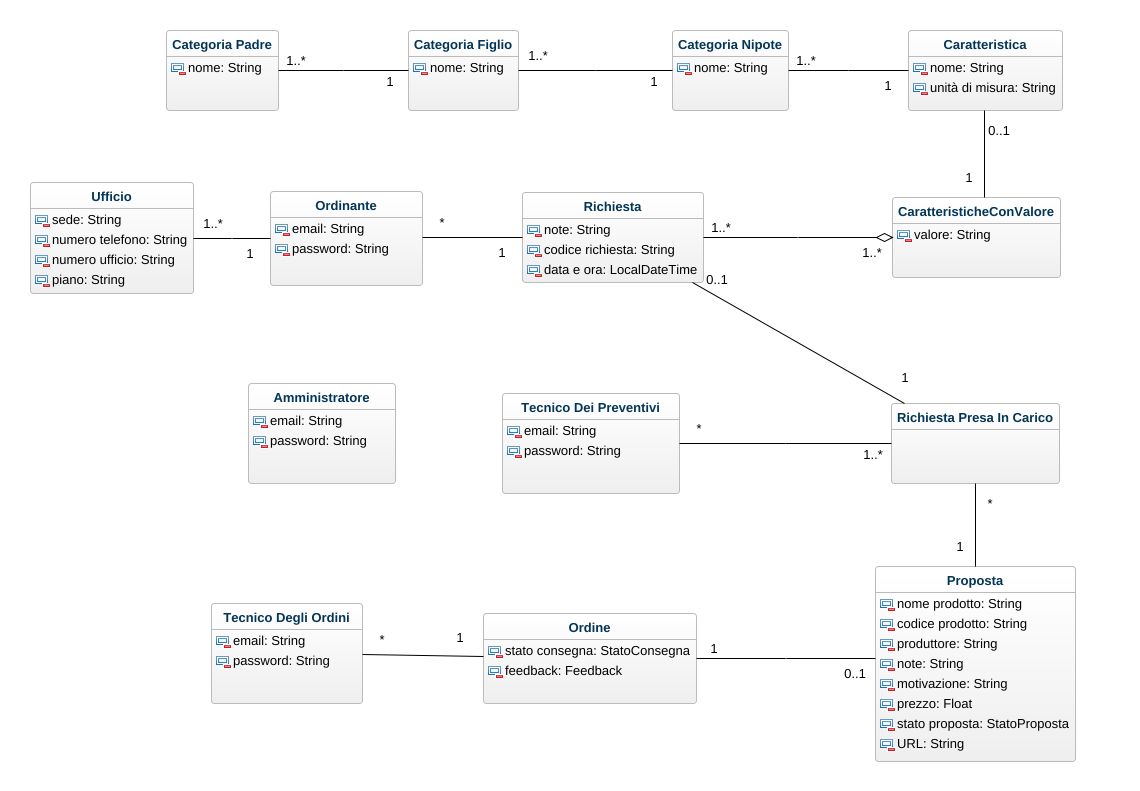 Categoria Padre
nome: String
1..*
1
Categoria Figlio
nome: String
1..*
1
Categoria Nipote
nome: String
1..*
1
Caratteristica
nome: String
unità di misura: String
0..1
1
Ufficio
sede: String
numero telefono: String
numero ufficio: String
piano: String
1..*
1
Ordinante
email: String
password: String
*
1
Richiesta
note: String
codice richiesta: String
data e ora: LocalDateTime
1..*
1..*
CaratteristicheConValore
valore: String
0..1
1
Amministratore
email: String
password: String
Tecnico Dei Preventivi
email: String
password: String
*
1..*
Richiesta Presa In Carico
*
1
Tecnico Degli Ordini
email: String
password: String
*
1
Ordine
stato consegna: StatoConsegna
feedback: Feedback
1
0..1
Proposta
nome prodotto: String
codice prodotto: String
produttore: String
note: String
motivazione: String
prezzo: Float
stato proposta: StatoProposta
URL: String